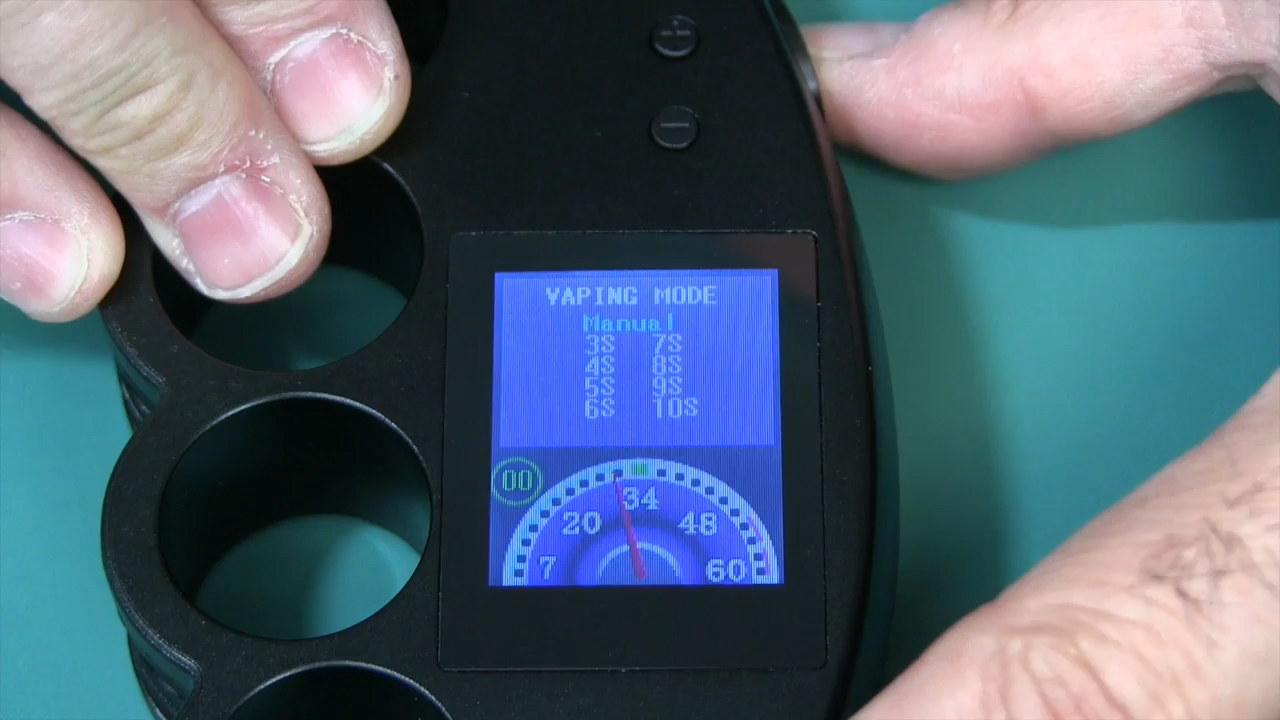 +
-
VAPING MODE
Manual
3S 7S
4S 8S
5S 9S
6S 10S
00
34
20 48
7 60